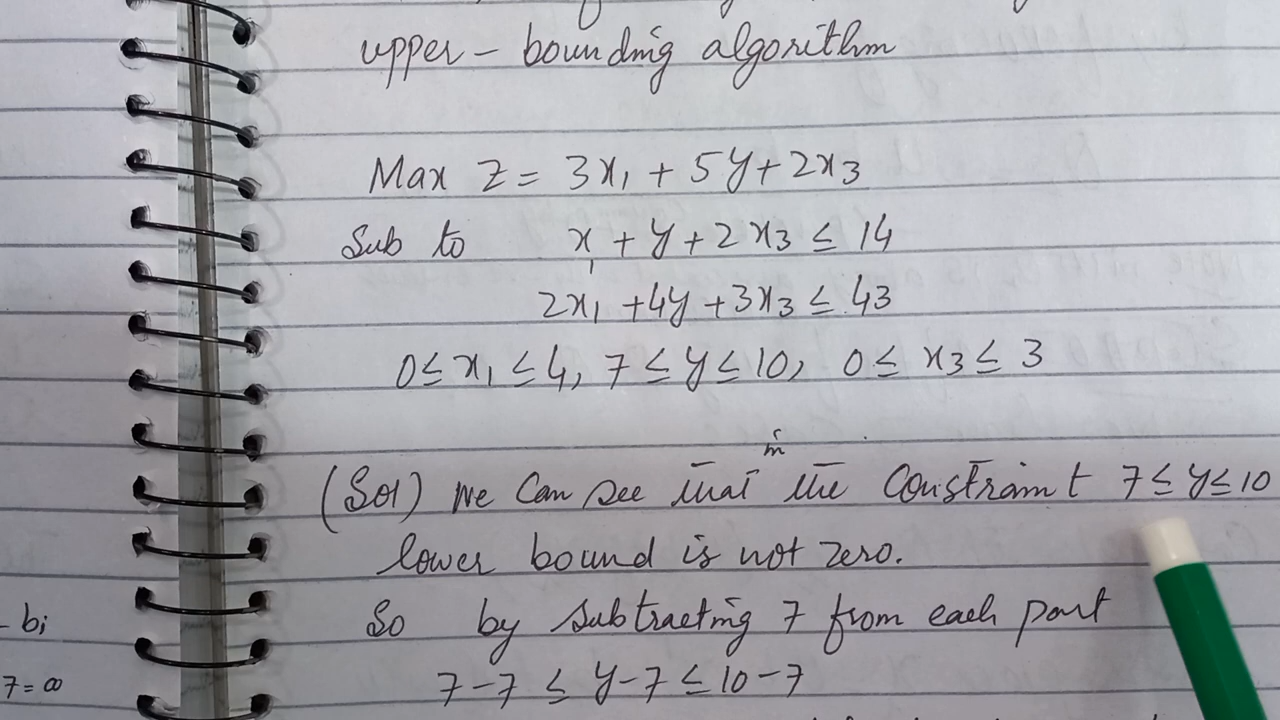 upper - bounding algorithm
Max Z = 3x₁ + 5y + 2x₃
Sub to x₁ + y + 2x₃ ≤ 14
2x₁ + 4y + 3x₃ ≤ 43
0 ≤ x₁ ≤ 4, 7 ≤ y ≤ 10, 0 ≤ x₃ ≤ 3
(Sol) we can see that in the constraint 7 ≤ y ≤ 10
lower bound is not zero.
So by subtracting 7 from each part
7 - 7 ≤ y - 7 ≤ 10 - 7
- bi
7 = ∞